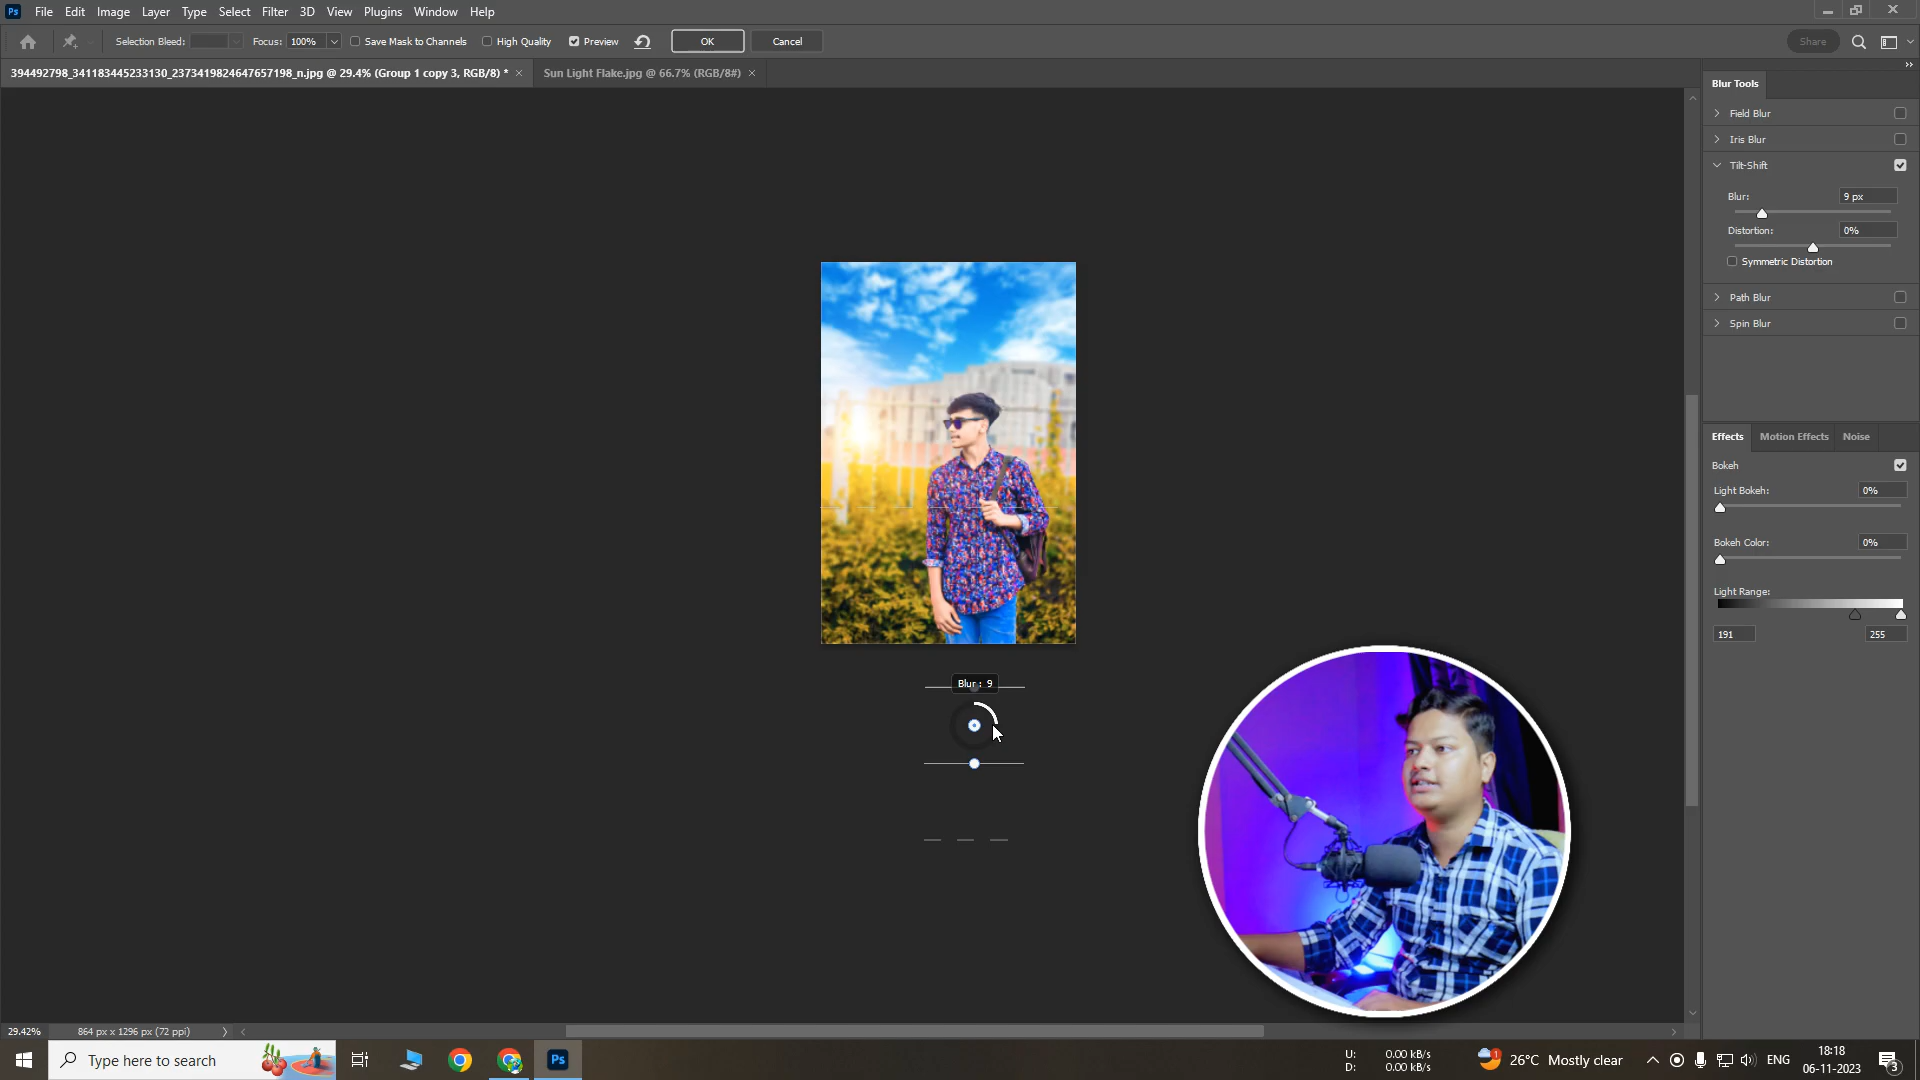 Ps File Edit Image Layer Type Select Filter 3D View Plugins Window Help
Selection Bleed: Focus: 100% Save Mask to Channels High Quality Preview OK Cancel Share
394492798_341183445233130_2373419824647657198_n.jpg @ 29.4% (Group 1 copy 3, RGB/8) * × Sun Light Flake.jpg @ 66.7% (RGB/8#) ×
Blur Tools
Field Blur
Iris Blur
Tilt-Shift
Blur: 9 px
Distortion: 0%
Symmetric Distortion
Path Blur
Spin Blur
Effects Motion Effects Noise
Bokeh
Light Bokeh: 0%
Bokeh Color: 0%
Light Range:
191 255
Blur : 9
29.42% 864 px x 1296 px (72 ppi)
Type here to search
Ps
U: 0.00 kB/s
D: 0.00 kB/s
1
26°C Mostly clear
ENG
18:18
06-11-2023
3